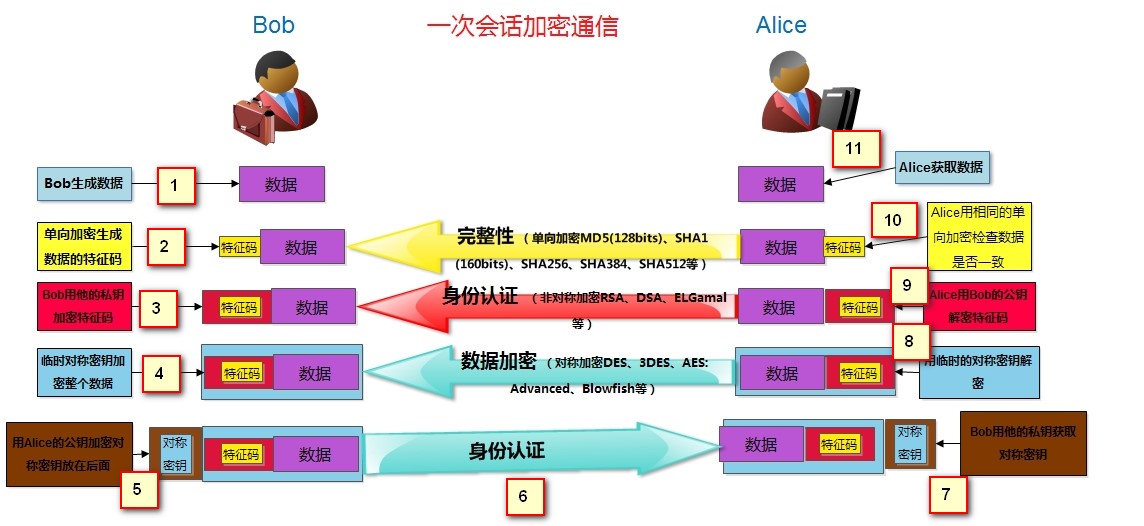 Bob
一次会话加密通信
Alice
11
Bob生成数据
1
数据
数据
Alice获取数据
单向加密生成
数据的特征码
2
特征码
数据
完整性 （单向加密MD5(128bits)、SHA1
(160bits)、SHA256、SHA384、SHA512等）
数据
特征码
10
Alice用相同的单
向加密检查数据
是否一致
Bob用他的私钥
加密特征码
3
特征码
数据
身份认证 （非对称加密RSA、DSA、ELGamal
等）
数据
特征码
9
Alice用Bob的公钥
解密特征码
临时对称密钥加
密整个数据
4
特征码
数据
数据加密 （对称加密DES、3DES、AES:
Advanced、Blowfish等）
数据
特征码
8
用临时的对称密钥解
密
用Alice的公钥加密对
称密钥放在后面
5
对称
密钥
特征码
数据
身份认证
6
数据
特征码
对称
密钥
7
Bob用他的私钥获取
对称密钥